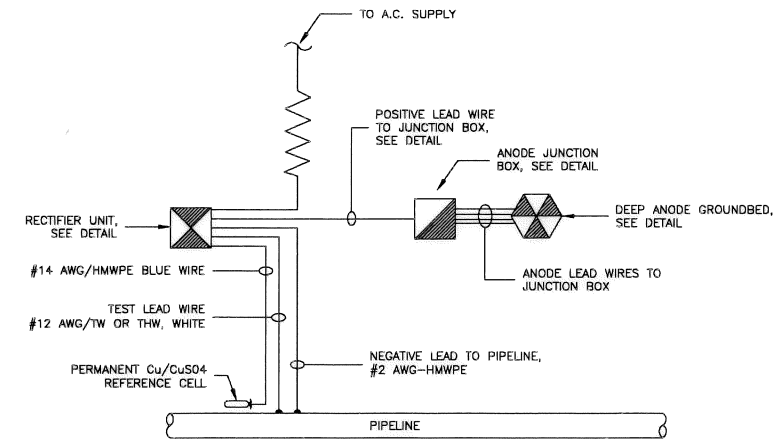 TO A.C. SUPPLY
POSITIVE LEAD WIRE
TO JUNCTION BOX,
SEE DETAIL
ANODE JUNCTION
BOX, SEE DETAIL
RECTIFIER UNIT,
SEE DETAIL
DEEP ANODE GROUNDBED,
SEE DETAIL
#14 AWG/HMWPE BLUE WIRE
ANODE LEAD WIRES TO
JUNCTION BOX
TEST LEAD WIRE
#12 AWG/TW OR THW, WHITE
NEGATIVE LEAD TO PIPELINE,
#2 AWG-HMWPE
PERMANENT Cu/CuSO4
REFERENCE CELL
PIPELINE